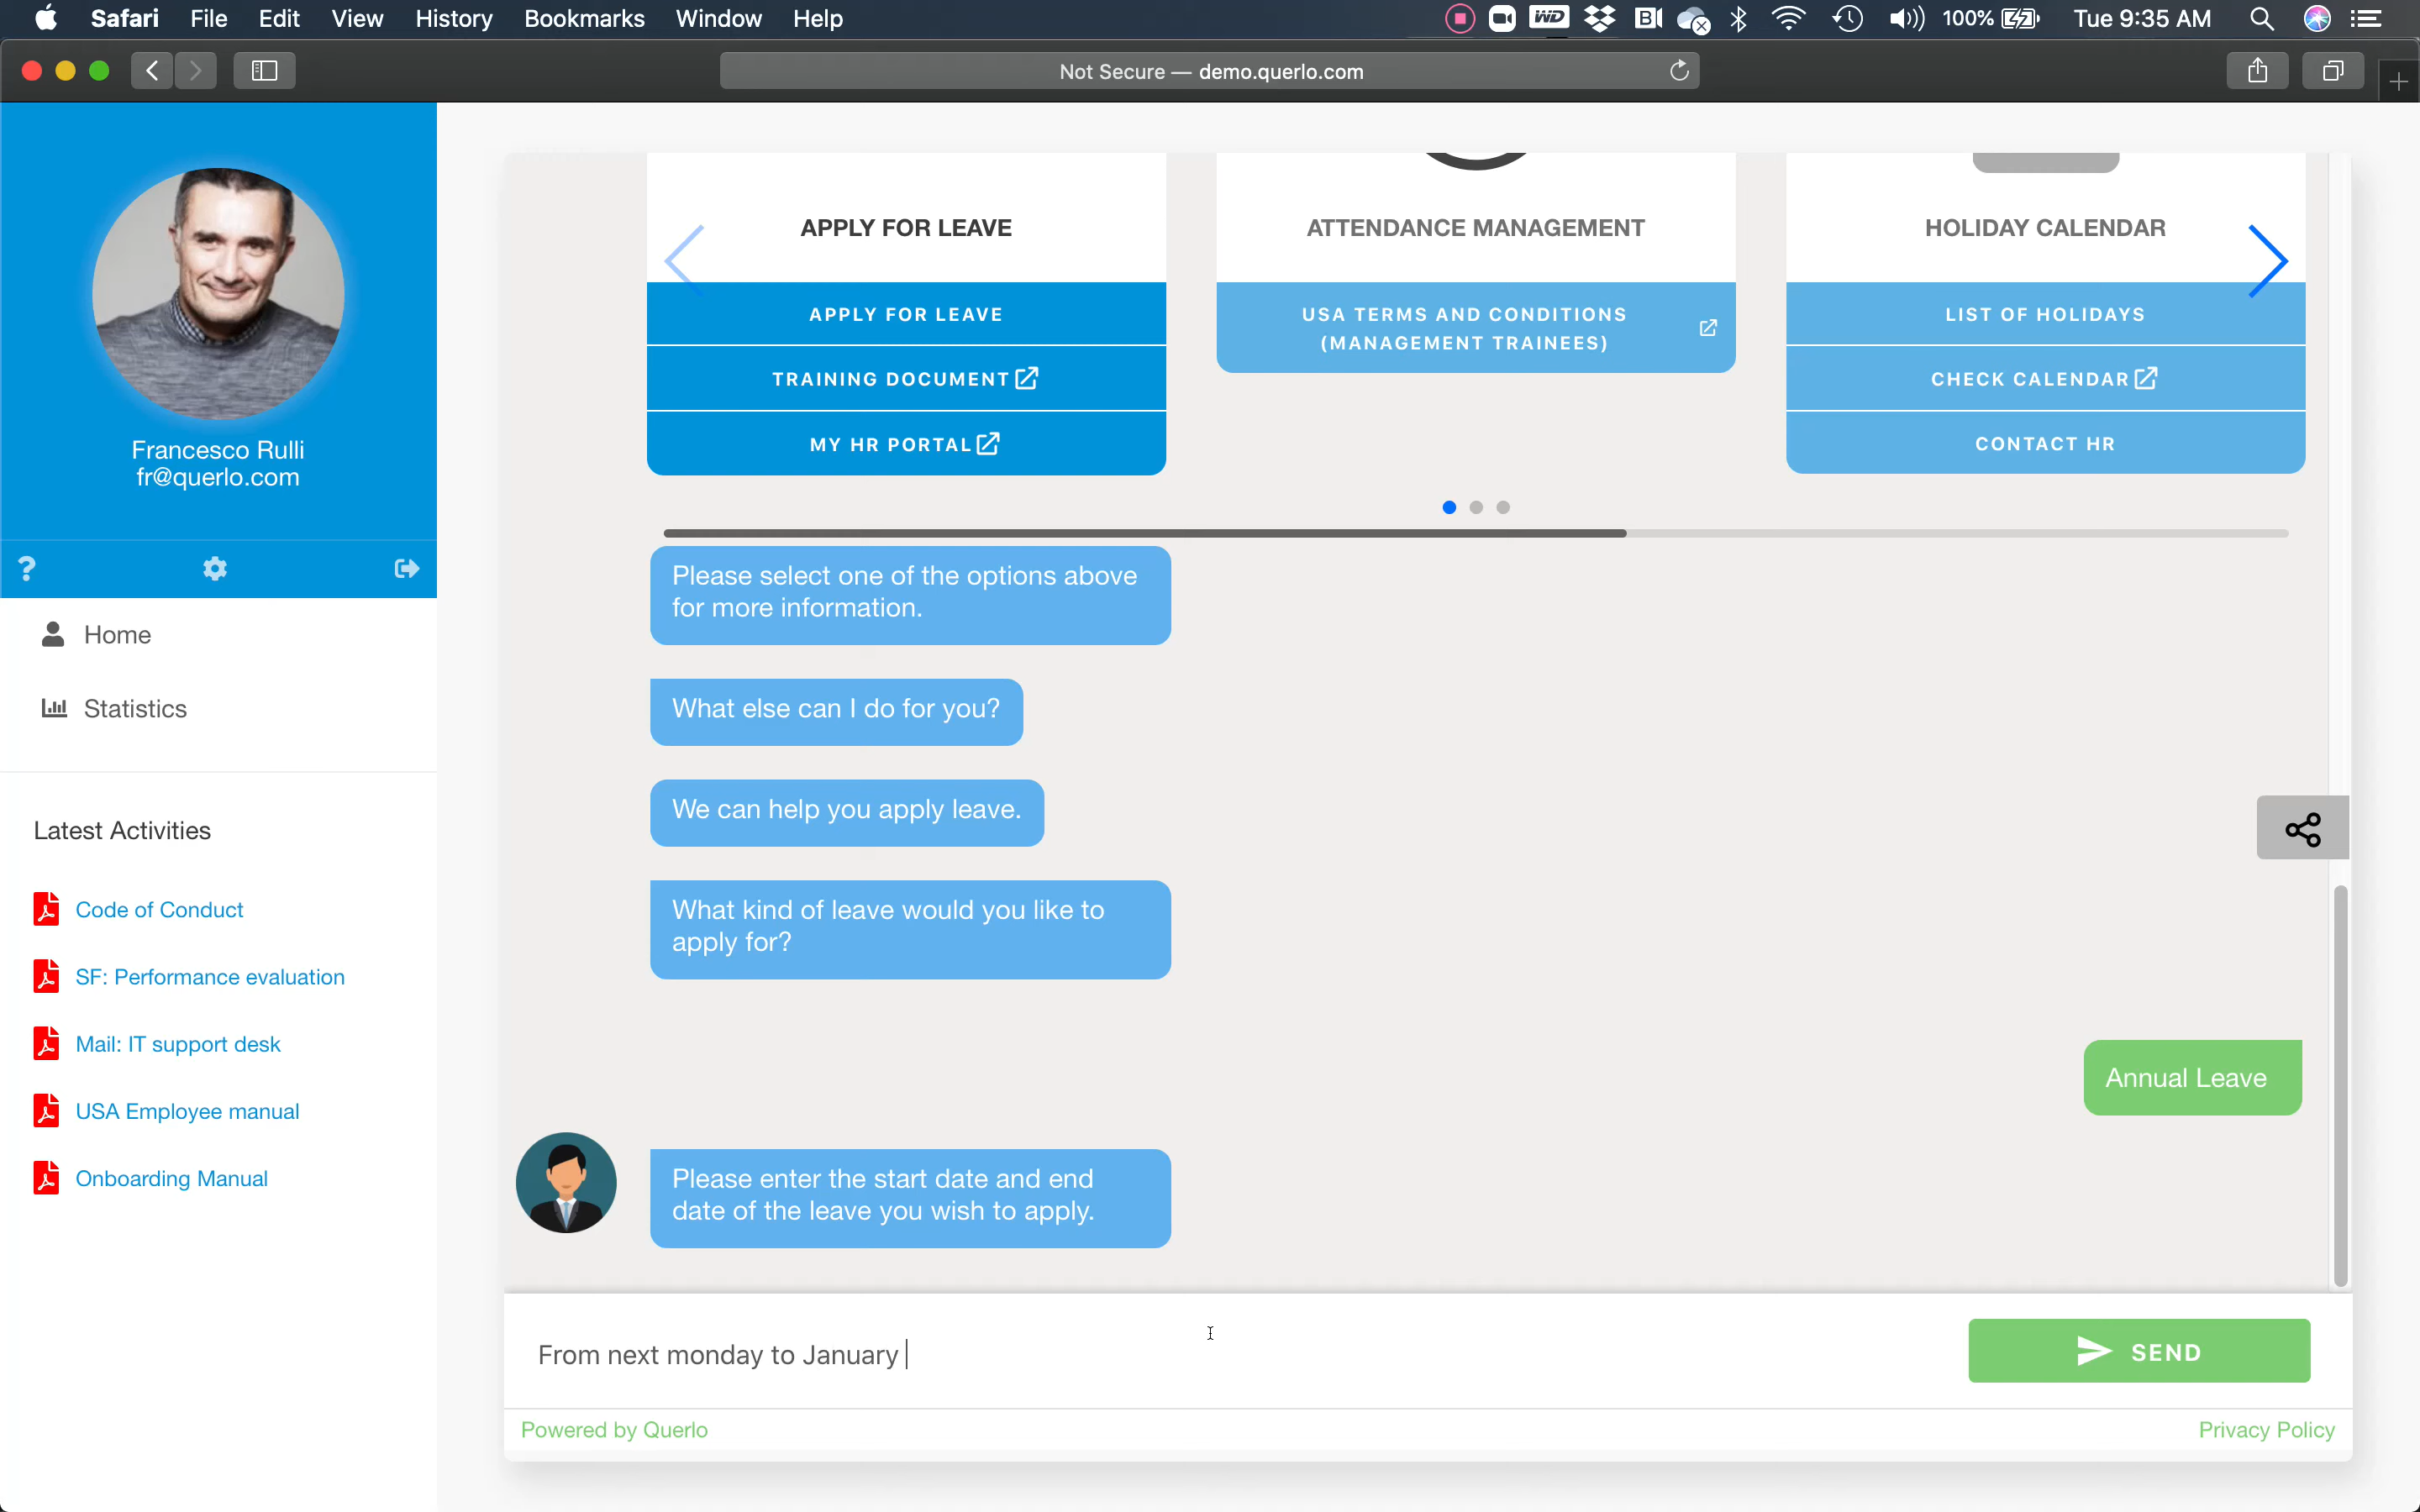 Safari File Edit View History Bookmarks Window Help
WD
100%
Tue 9:35 AM
Not Secure — demo.querlo.com
Francesco Rulli
fr@querlo.com
?
Home
Statistics
Latest Activities
Code of Conduct
SF: Performance evaluation
Mail: IT support desk
USA Employee manual
Onboarding Manual
APPLY FOR LEAVE
APPLY FOR LEAVE
TRAINING DOCUMENT
MY HR PORTAL
ATTENDANCE MANAGEMENT
USA TERMS AND CONDITIONS
(MANAGEMENT TRAINEES)
HOLIDAY CALENDAR
LIST OF HOLIDAYS
CHECK CALENDAR
CONTACT HR
Please select one of the options above
for more information.
What else can I do for you?
We can help you apply leave.
What kind of leave would you like to
apply for?
Annual Leave
Please enter the start date and end
date of the leave you wish to apply.
From next monday to January
SEND
Powered by Querlo
Privacy Policy